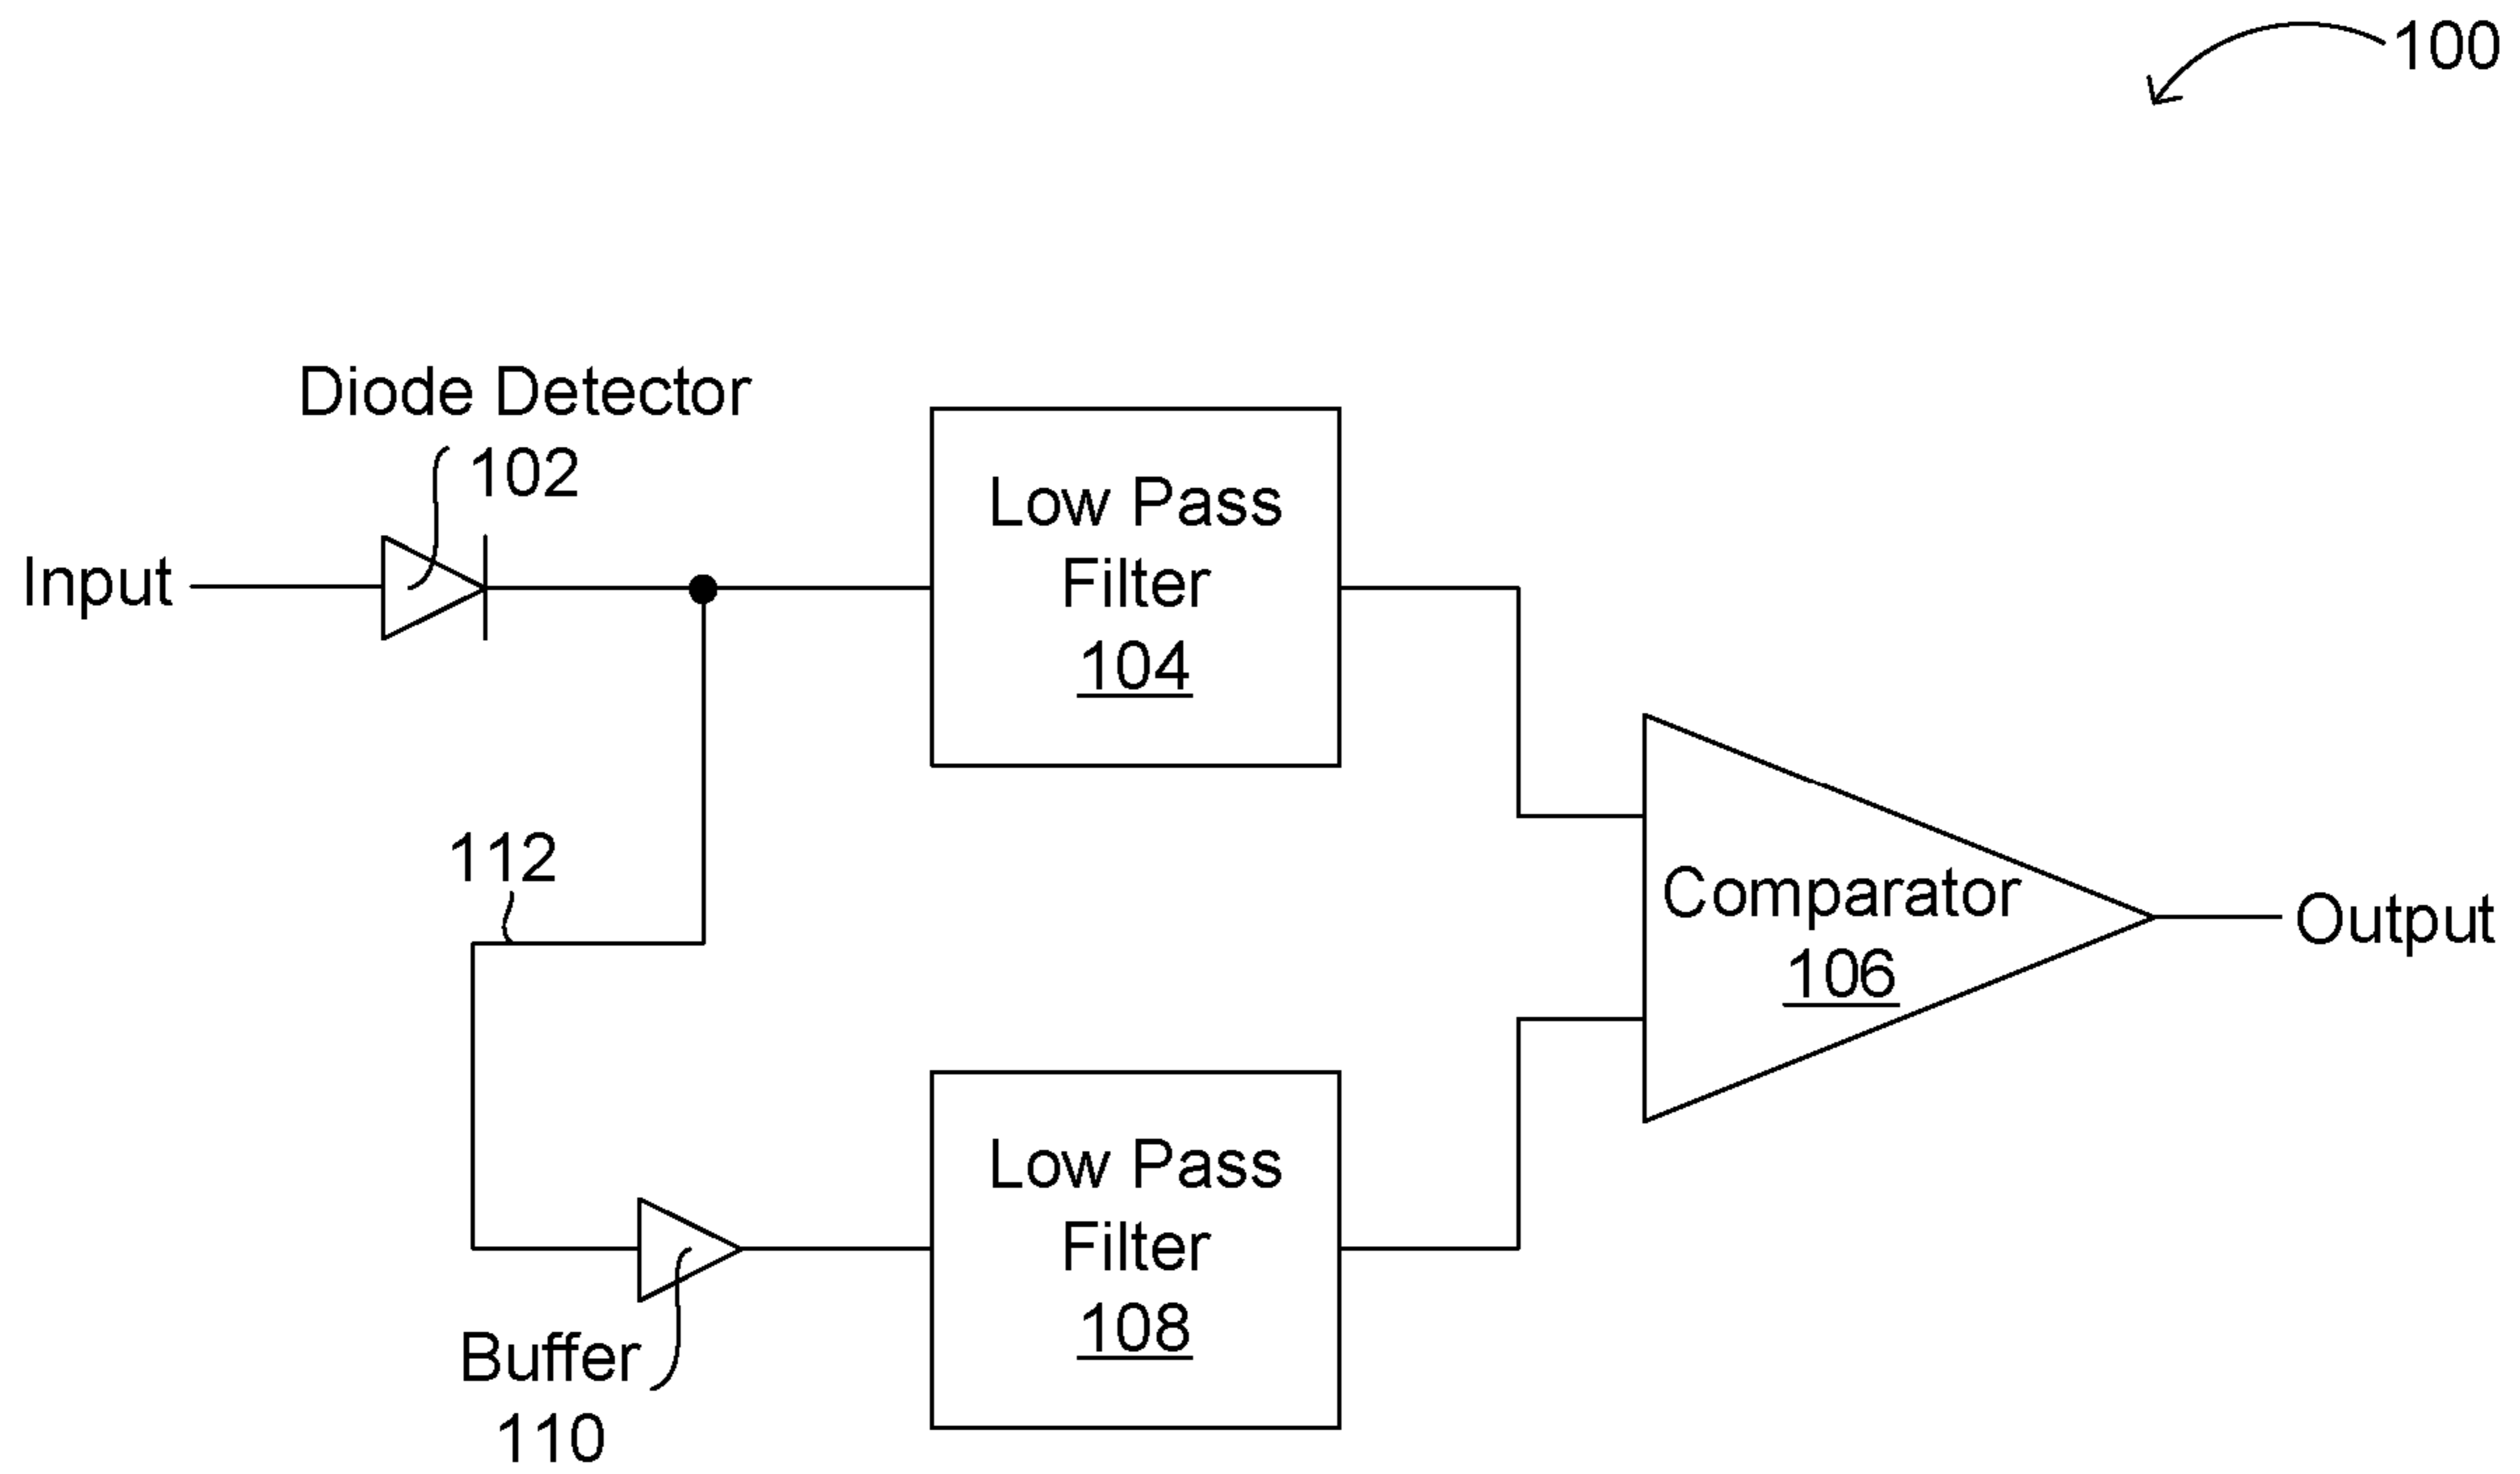 100
Diode Detector
102
Input
Low Pass
Filter
104
112
Comparator
106
Output
Low Pass
Filter
108
Buffer
110